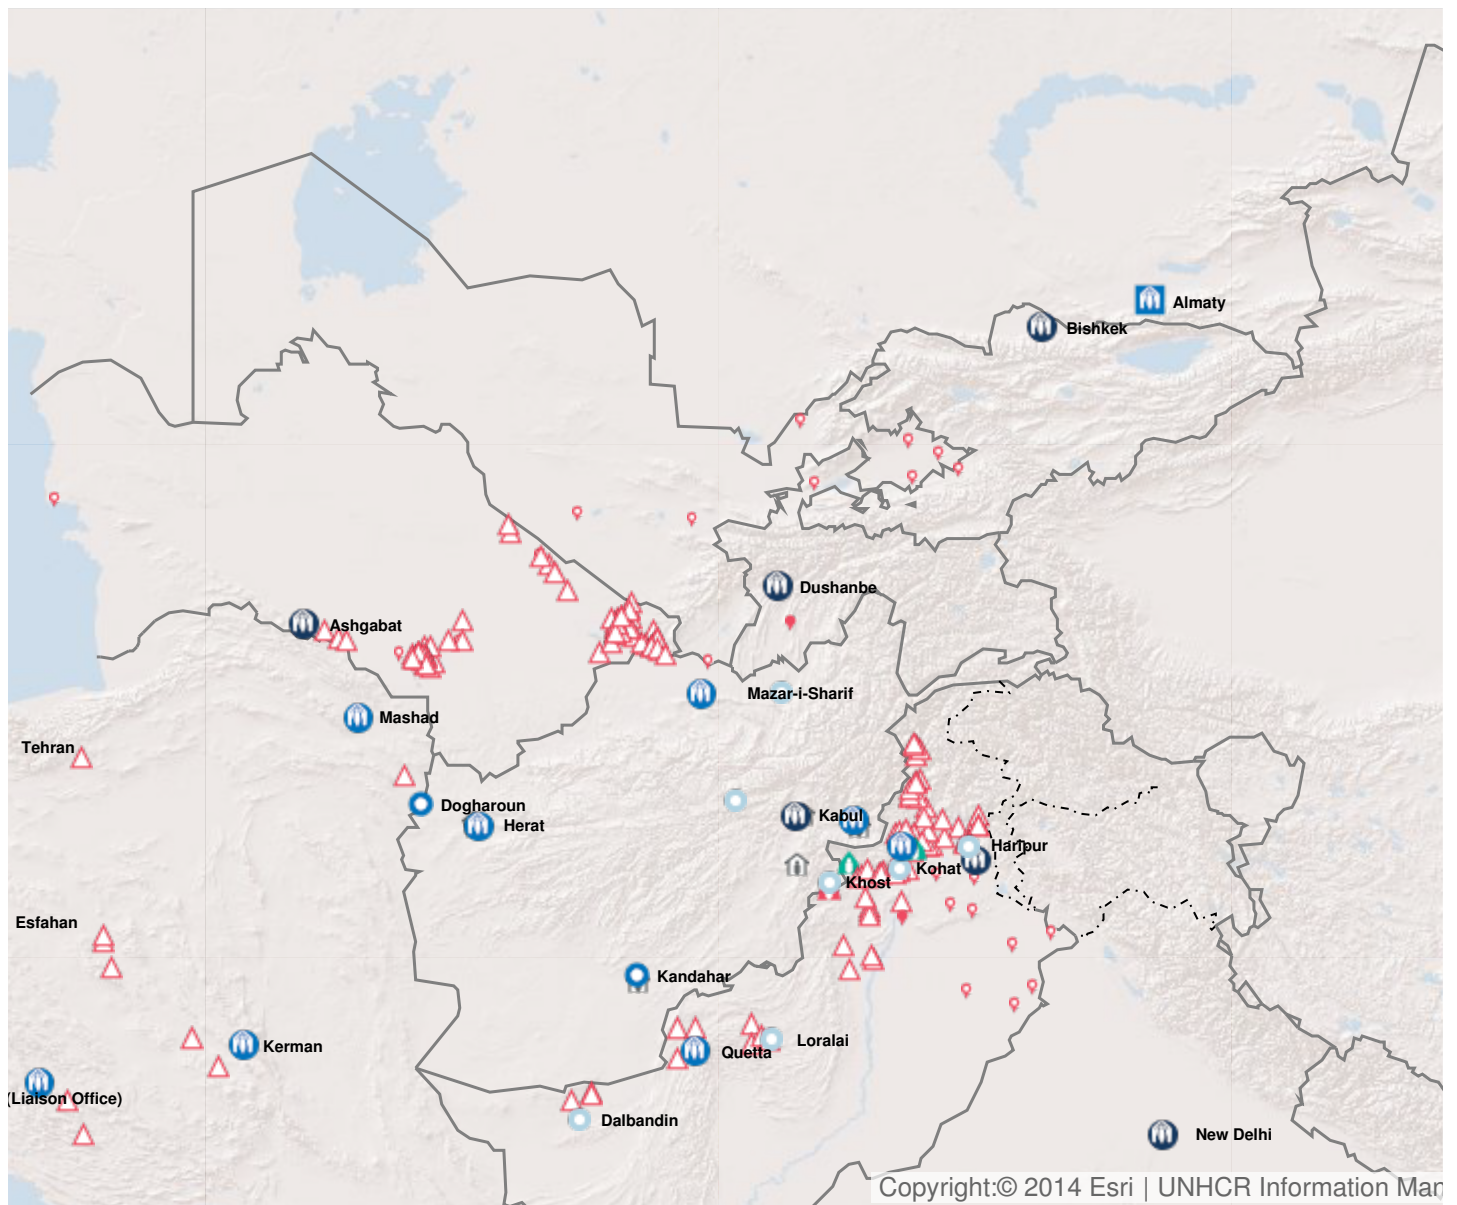 Almaty
Bishkek
Dushanbe
Ashgabat
Mazar-i-Sharif
Mashad
Tehran
Dogharoun
Kabul
Herat
Haripur
Kohat
Khost
Esfahan
Kandahar
Loralai
Kerman
Quetta
(Liaison Office)
Dalbandin
New Delhi
Copyright:© 2014 Esri | UNHCR Information Man